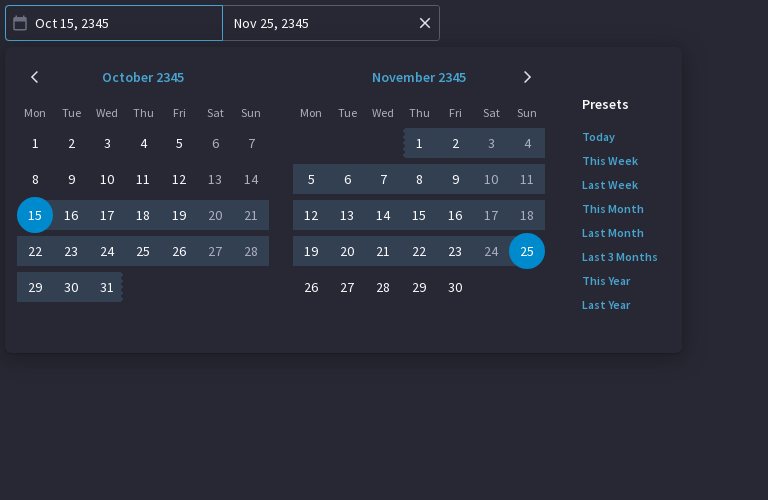 Oct 15, 2345 Nov 25, 2345
October 2345
Mon Tue Wed Thu Fri Sat Sun
1 2 3 4 5 6 7
8 9 10 11 12 13 14
15 16 17 18 19 20 21
22 23 24 25 26 27 28
29 30 31
November 2345
Mon Tue Wed Thu Fri Sat Sun
1 2 3 4
5 6 7 8 9 10 11
12 13 14 15 16 17 18
19 20 21 22 23 24 25
26 27 28 29 30
Presets
Today
This Week
Last Week
This Month
Last Month
Last 3 Months
This Year
Last Year